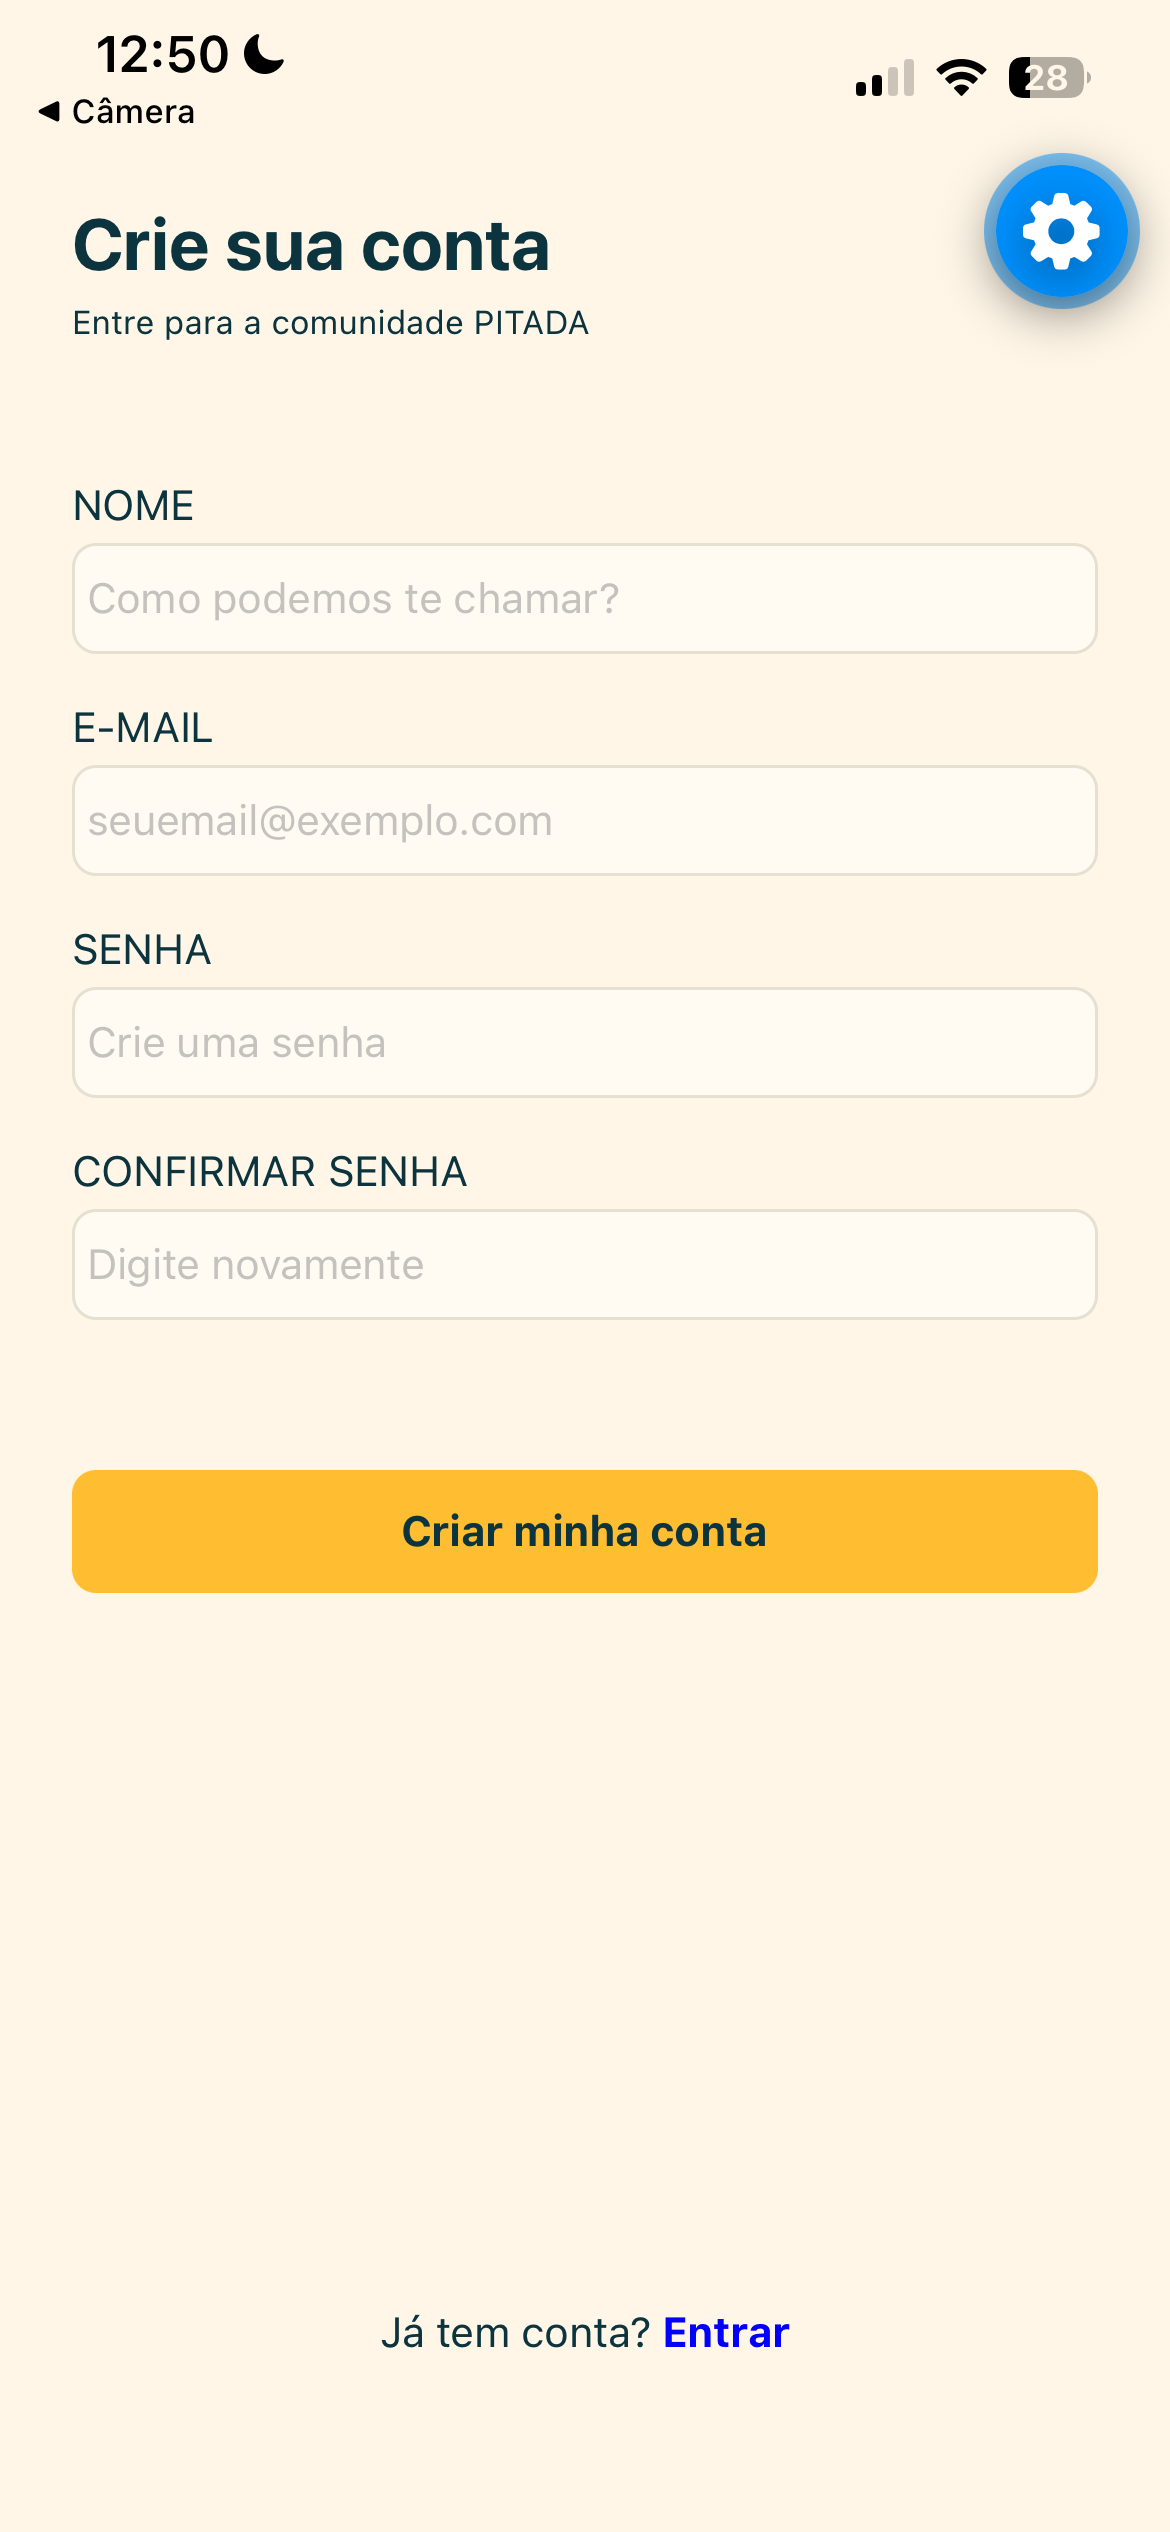 12:50
Câmera
28
Crie sua conta
Entre para a comunidade PITADA
NOME
Como podemos te chamar?
E-MAIL
seuemail@exemplo.com
SENHA
Crie uma senha
CONFIRMAR SENHA
Digite novamente
Criar minha conta
Já tem conta? Entrar